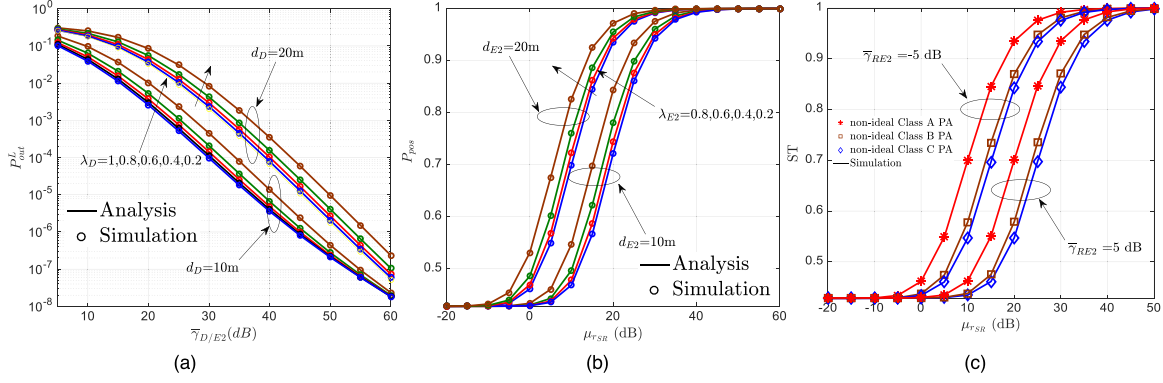 10^0
10^-1
10^-2
10^-3
10^-4
10^-5
10^-6
10^-7
10^-8
P_out^L
d_D=20m
λ_D=1,0.8,0.6,0.4,0.2
Analysis
Simulation
d_D=10m
10 20 30 40 50 60
γ̅_D/E2(dB)
(a)
1
0.9
0.8
0.7
0.6
0.5
P_pos
d_E2=20m
λ_E2=0.8,0.6,0.4,0.2
d_E2=10m
Analysis
Simulation
-20 0 20 40 60
μ_r_SR (dB)
(b)
1
0.9
0.8
0.7
0.6
0.5
ST
γ̅_RE2=-5 dB
non-ideal Class A PA
non-ideal Class B PA
non-ideal Class C PA
Simulation
γ̅_RE2=5 dB
-20 -10 0 10 20 30 40 50
μ_r_SR (dB)
(c)